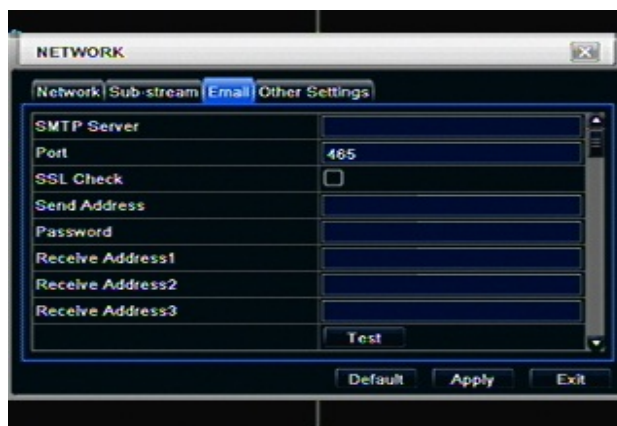 NETWORK
Network Sub-stream Email Other Settings
SMTP Server
Port 465
SSL Check
Send Address
Password
Receive Address1
Receive Address2
Receive Address3
Test
Default Apply Exit